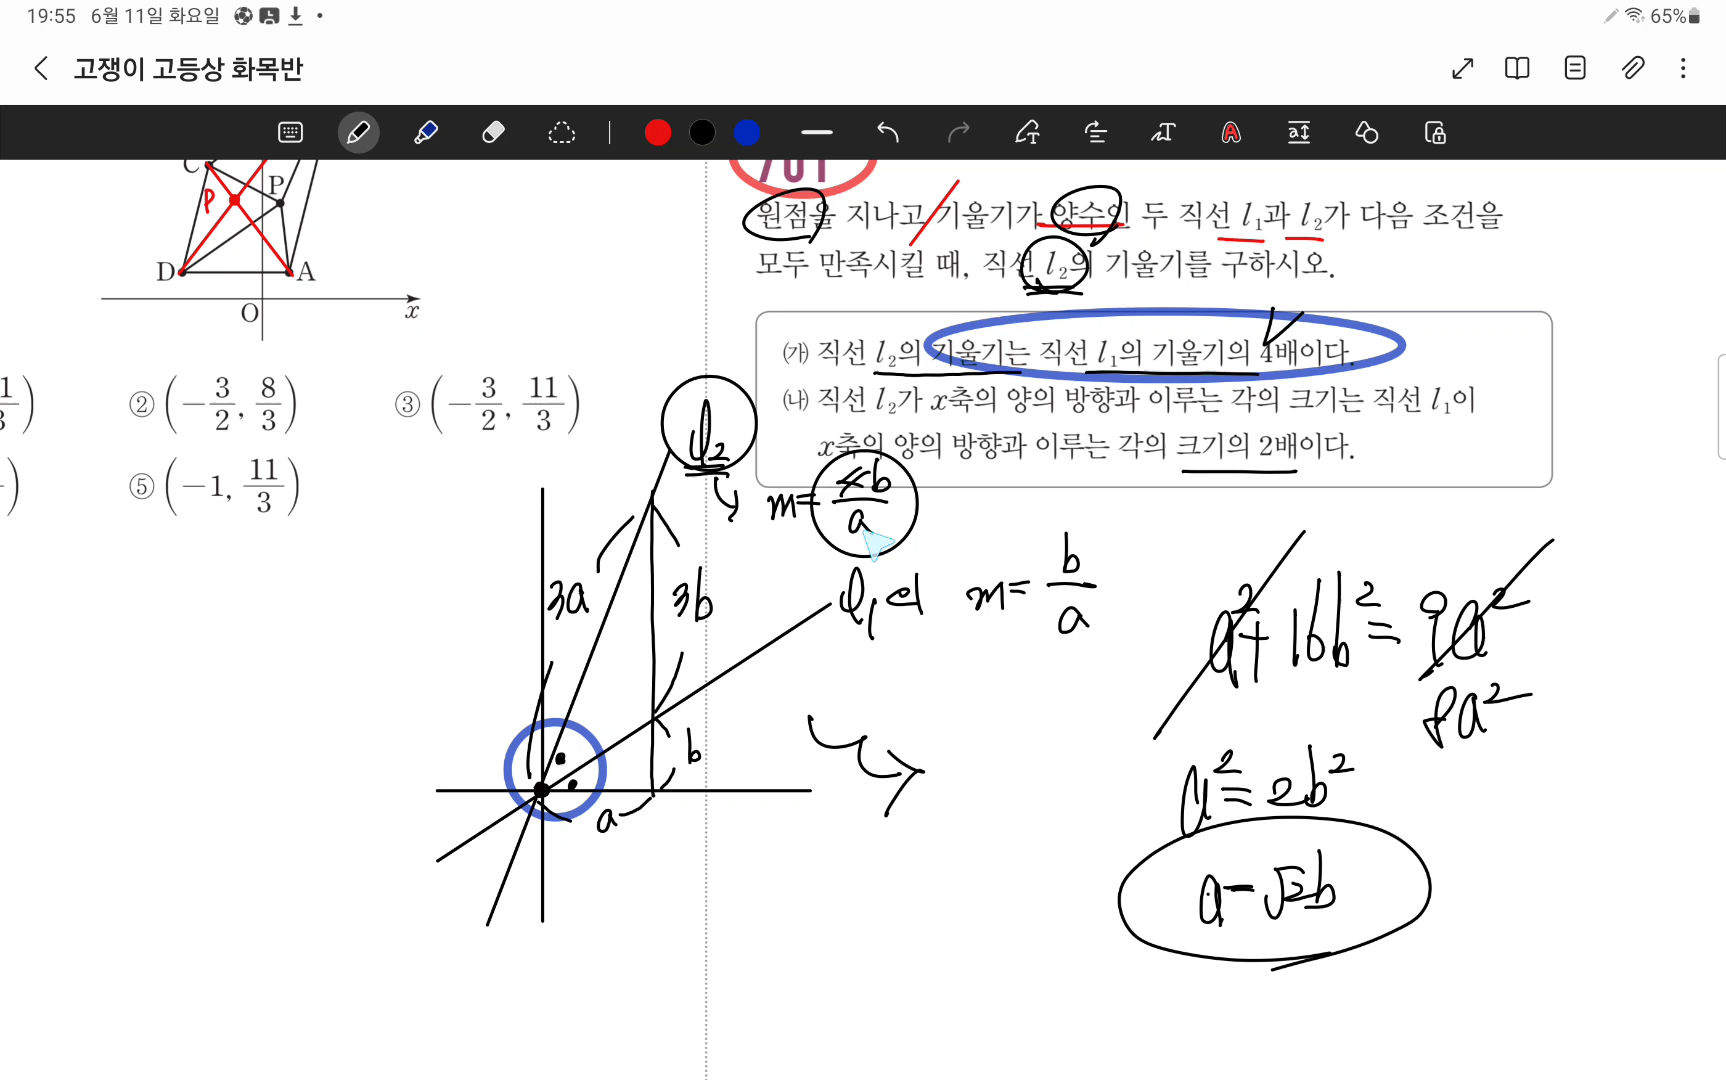 19:55 6월 11일 화요일
65%
고쟁이 고등상 화목반
C
P
P
D
A
O
x
② (−3/2, 8/3)
③ (−3/2, 11/3)
⑤ (−1, 11/3)
701
원점을 지나고 기울기가 양수인 두 직선 l₁과 l₂가 다음 조건을
모두 만족시킬 때, 직선 l₂의 기울기를 구하시오.
㈎ 직선 l₂의 기울기는 직선 l₁의 기울기의 4배이다.
㈏ 직선 l₂가 x축의 양의 방향과 이루는 각의 크기는 직선 l₁이
x축의 양의 방향과 이루는 각의 크기의 2배이다.
l₂
m= 4b/a
3a
3b
l₁
m= b/a
b
a
a²+16b²=9a²
8a²
a²=2b²
a=√2b